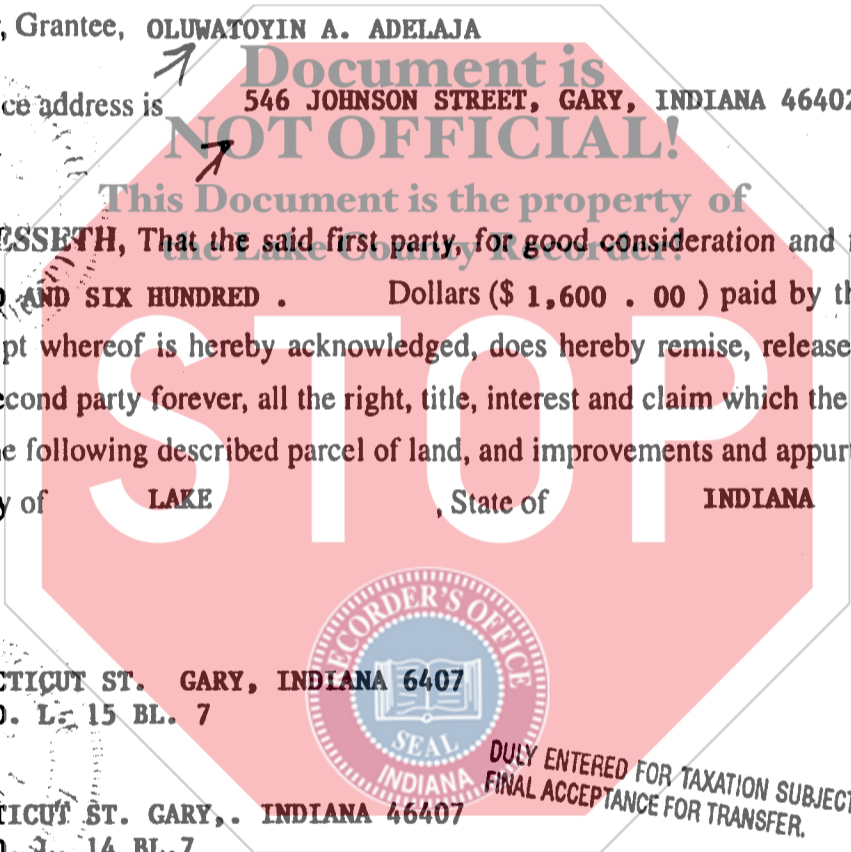 , Grantee, OLUWATOYIN A. ADELAJA
Document is
ce address is 546 JOHNSON STREET, GARY, INDIANA 46402
NOT OFFICIAL!
This Document is the property of
the Lake County Recorder!
ESSETH, That the said first party, for good consideration and
AND SIX HUNDRED . Dollars ($ 1,600 . 00 ) paid by th
pt whereof is hereby acknowledged, does hereby remise, release
econd party forever, all the right, title, interest and claim which the
e following described parcel of land, and improvements and appurt
y of LAKE , State of INDIANA
STOP
RECORDER'S OFFICE
SEAL
INDIANA
CTICUT ST. GARY, INDIANA 6407
. L. 15 BL. 7
DULY ENTERED FOR TAXATION SUBJECT
FINAL ACCEPTANCE FOR TRANSFER.
TICUT ST. GARY,. INDIANA 46407
14 BL.7